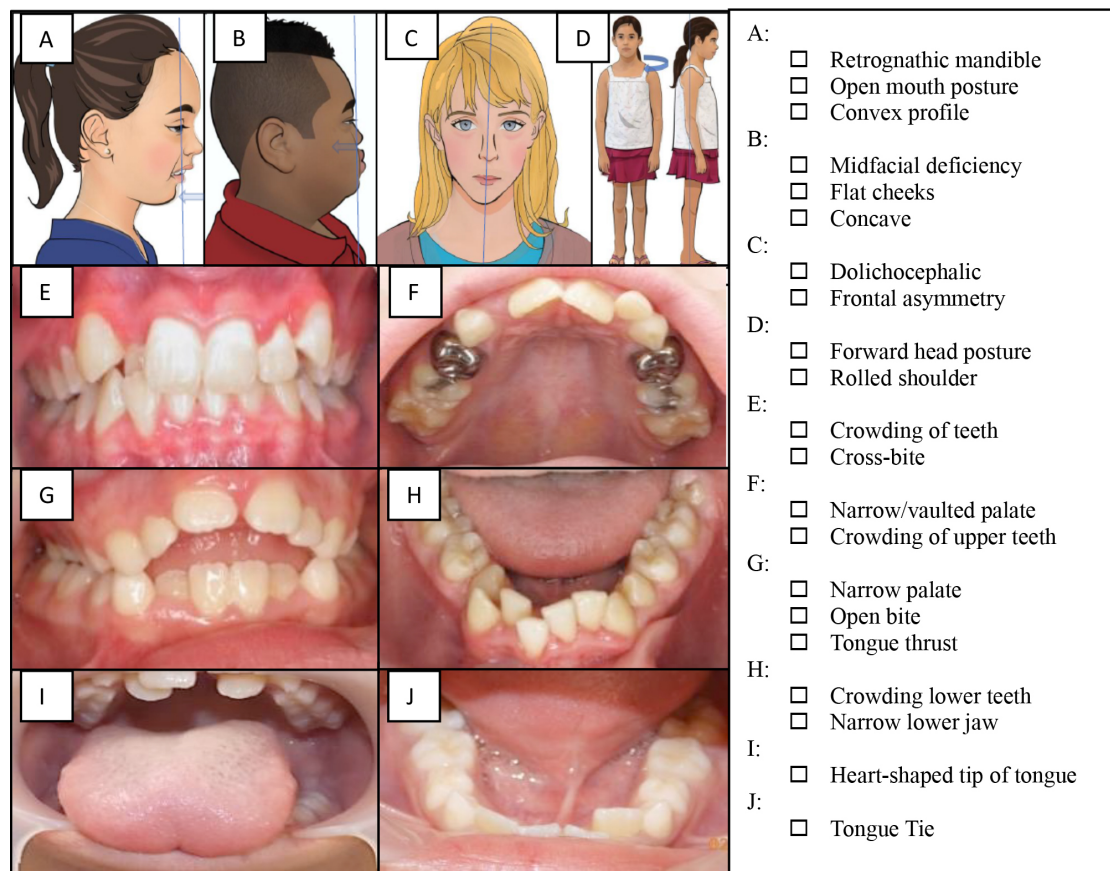 A
B
C
D
E
F
G
H
I
J
A:
☐ Retrognathic mandible
☐ Open mouth posture
☐ Convex profile
B:
☐ Midfacial deficiency
☐ Flat cheeks
☐ Concave
C:
☐ Dolichocephalic
☐ Frontal asymmetry
D:
☐ Forward head posture
☐ Rolled shoulder
E:
☐ Crowding of teeth
☐ Cross-bite
F:
☐ Narrow/vaulted palate
☐ Crowding of upper teeth
G:
☐ Narrow palate
☐ Open bite
☐ Tongue thrust
H:
☐ Crowding lower teeth
☐ Narrow lower jaw
I:
☐ Heart-shaped tip of tongue
J:
☐ Tongue Tie